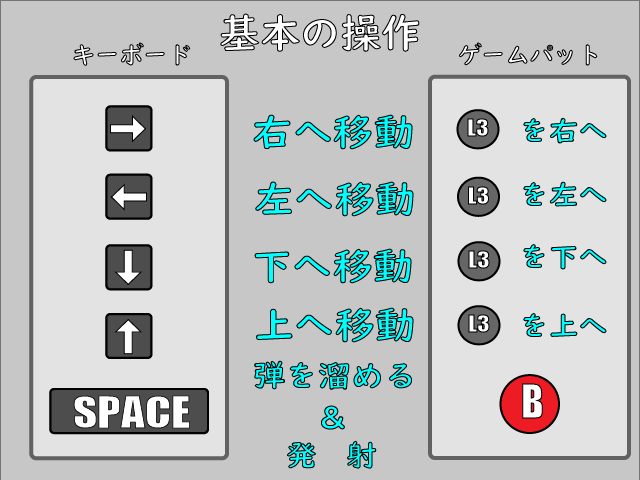 基本の操作
キーボード
ゲームパット
→ 右へ移動 L3 を右へ
← 左へ移動 L3 を左へ
↓ 下へ移動 L3 を下へ
↑ 上へ移動 L3 を上へ
弾を溜める
SPACE & B
発 射